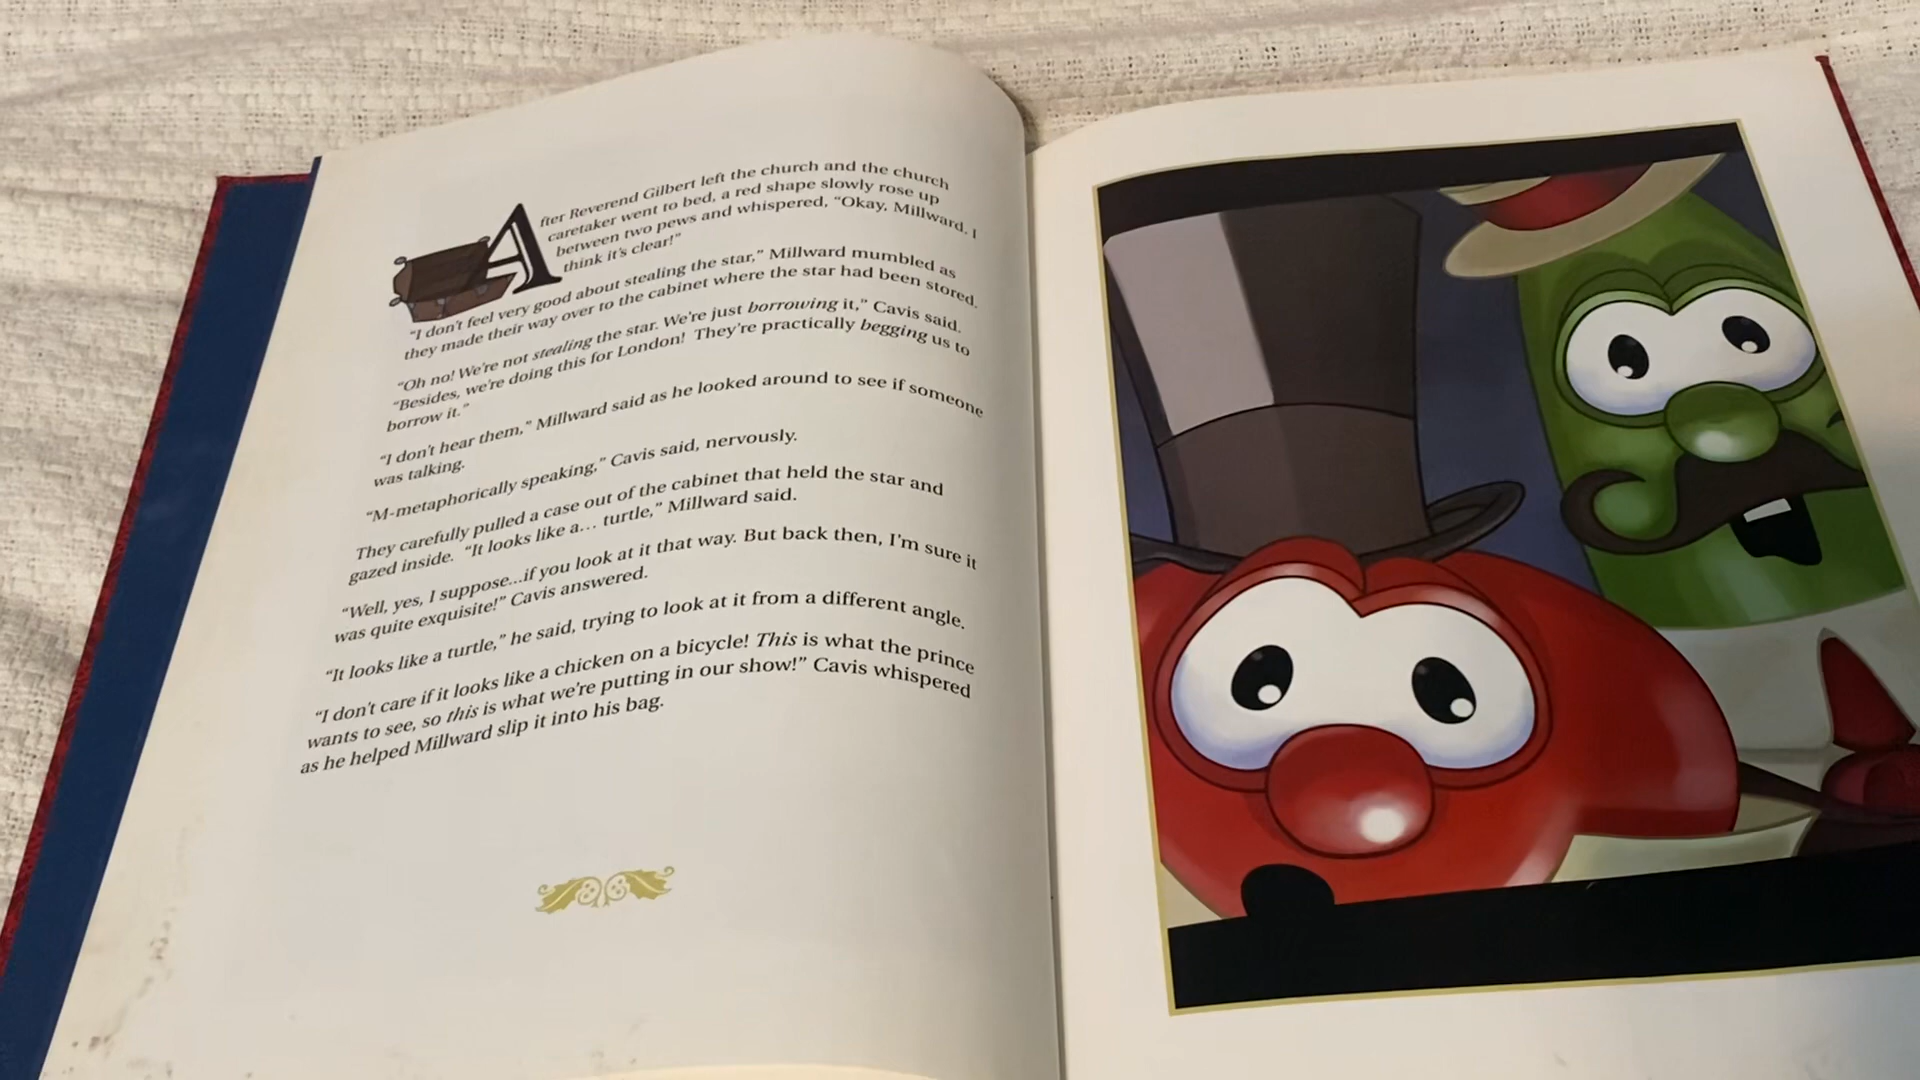 After Reverend Gilbert left the church and the church
caretaker went to bed, a red shape slowly rose up
between two pews and whispered, “Okay, Millward, I
think it’s clear!”
“I don’t feel very good about stealing the star,” Millward mumbled as
they made their way over to the cabinet where the star had been stored.
“Oh no! We’re not stealing the star. We’re just borrowing it,” Cavis said.
“Besides, we’re doing this for London! They’re practically begging us to
borrow it.”
“I don’t hear them,” Millward said as he looked around to see if someone
was talking.
“M-metaphorically speaking,” Cavis said, nervously.
They carefully pulled a case out of the cabinet that held the star and
gazed inside. “It looks like a… turtle,” Millward said.
“Well, yes, I suppose...if you look at it that way. But back then, I’m sure it
was quite exquisite!” Cavis answered.
“It looks like a turtle,” he said, trying to look at it from a different angle.
“I don’t care if it looks like a chicken on a bicycle! This is what the prince
wants to see, so this is what we’re putting in our show!” Cavis whispered
as he helped Millward slip it into his bag.